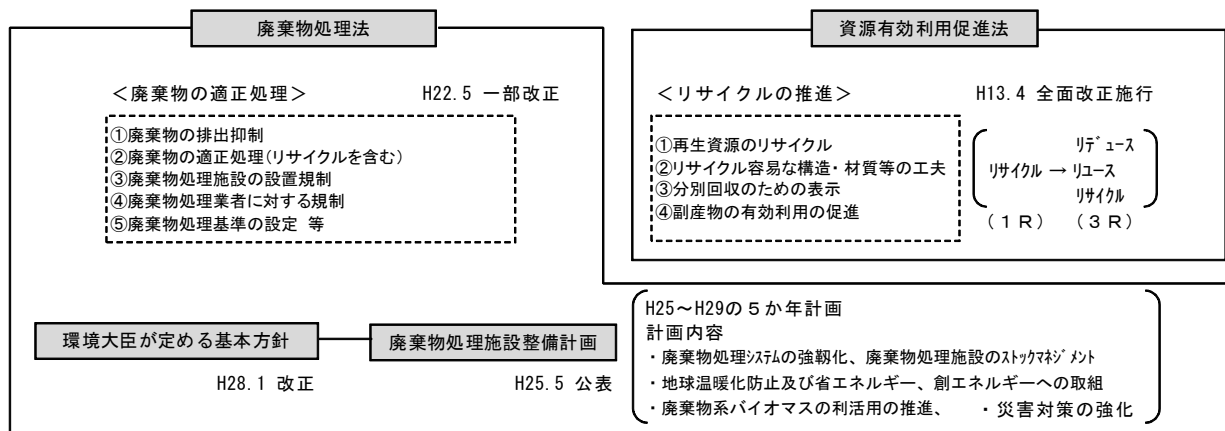 廃棄物処理法
＜廃棄物の適正処理＞ H22.5 一部改正
①廃棄物の排出抑制
②廃棄物の適正処理(リサイクルを含む)
③廃棄物処理施設の設置規制
④廃棄物処理業者に対する規制
⑤廃棄物処理基準の設定 等
環境大臣が定める基本方針
H28.1 改正
廃棄物処理施設整備計画
H25.5 公表
資源有効利用促進法
＜リサイクルの推進＞ H13.4 全面改正施行
①再生資源のリサイクル
②リサイクル容易な構造・材質等の工夫
③分別回収のための表示
④副産物の有効利用の促進
ﾘﾃﾞｭｰｽ
ﾘｻｲｸﾙ → ﾘﾕｰｽ
ﾘｻｲｸﾙ
（１Ｒ） （３Ｒ）
H25～H29の５か年計画
計画内容
・廃棄物処理ｼｽﾃﾑの強靱化、廃棄物処理施設のｽﾄｯｸﾏﾈｼﾞﾒﾝﾄ
・地球温暖化防止及び省エネルギー、創エネルギーへの取組
・廃棄物系バイオマスの利活用の推進、 ・災害対策の強化